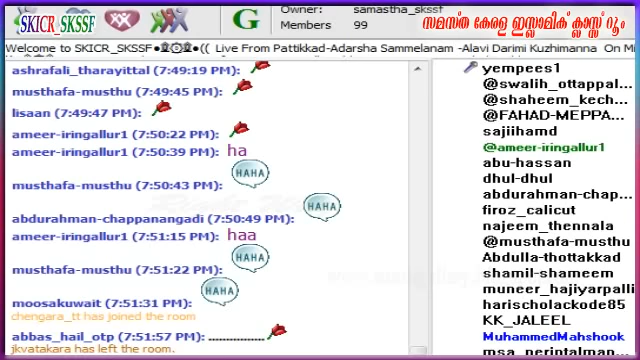 SKICR_SKSSF
G
Owner: samastha_skssf
Members 99
സമസ്ത കേരള ഇസ്ലാമിക് ക്ലാസ്സ് റൂം
Welcome to SKICR_SKSSF Live From Pattikkad-Adarsha Sammelanam -Alavi Darimi Kuzhimanna On Mi
ashrafali_tharayittal (7:49:19 PM):
musthafa-musthu (7:49:45 PM):
lisaan (7:49:47 PM):
ameer-iringallur1 (7:50:22 PM):
ameer-iringallur1 (7:50:39 PM): ha
musthafa-musthu (7:50:43 PM): HAHA
abdurahman-chappanangadi (7:50:49 PM): HAHA
ameer-iringallur1 (7:51:15 PM): haa
musthafa-musthu (7:51:22 PM): HAHA
moosakuwait (7:51:31 PM): HAHA
chengara_tt has joined the room
abbas_hail_otp (7:51:57 PM): ................
jkvatakara has left the room.
yempees1
@swalih_ottappal...
@shaheem_kech...
@FAHAD-MEPPA...
sajiihamd
@ameer-iringallur1
abu-hassan
dhul-dhul
abdurahman-chap...
firoz_calicut
najeem_thennala
@musthafa-musthu
Abdulla-thottakkad
shamil-shameem
muneer_hajiyarpalli
harischolackode85
KK_JALEEL
MuhammedMahshook
msa_perintalman